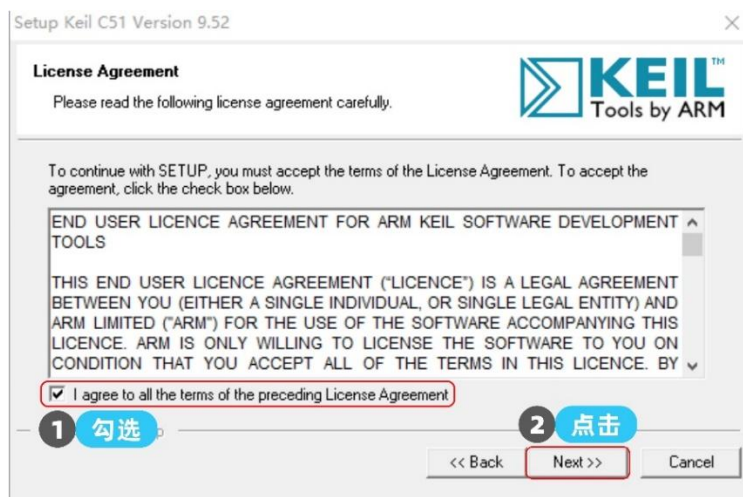 Setup Keil C51 Version 9.52
License Agreement
Please read the following license agreement carefully.
KEIL™
Tools by ARM
To continue with SETUP, you must accept the terms of the License Agreement. To accept the
agreement, click the check box below.
END USER LICENCE AGREEMENT FOR ARM KEIL SOFTWARE DEVELOPMENT
TOOLS
THIS END USER LICENCE AGREEMENT ("LICENCE") IS A LEGAL AGREEMENT
BETWEEN YOU (EITHER A SINGLE INDIVIDUAL, OR SINGLE LEGAL ENTITY) AND
ARM LIMITED ("ARM") FOR THE USE OF THE SOFTWARE ACCOMPANYING THIS
LICENCE. ARM IS ONLY WILLING TO LICENSE THE SOFTWARE TO YOU ON
CONDITION THAT YOU ACCEPT ALL OF THE TERMS IN THIS LICENCE. BY
I agree to all the terms of the preceding License Agreement
1 勾选
2 点击
<< Back Next >> Cancel